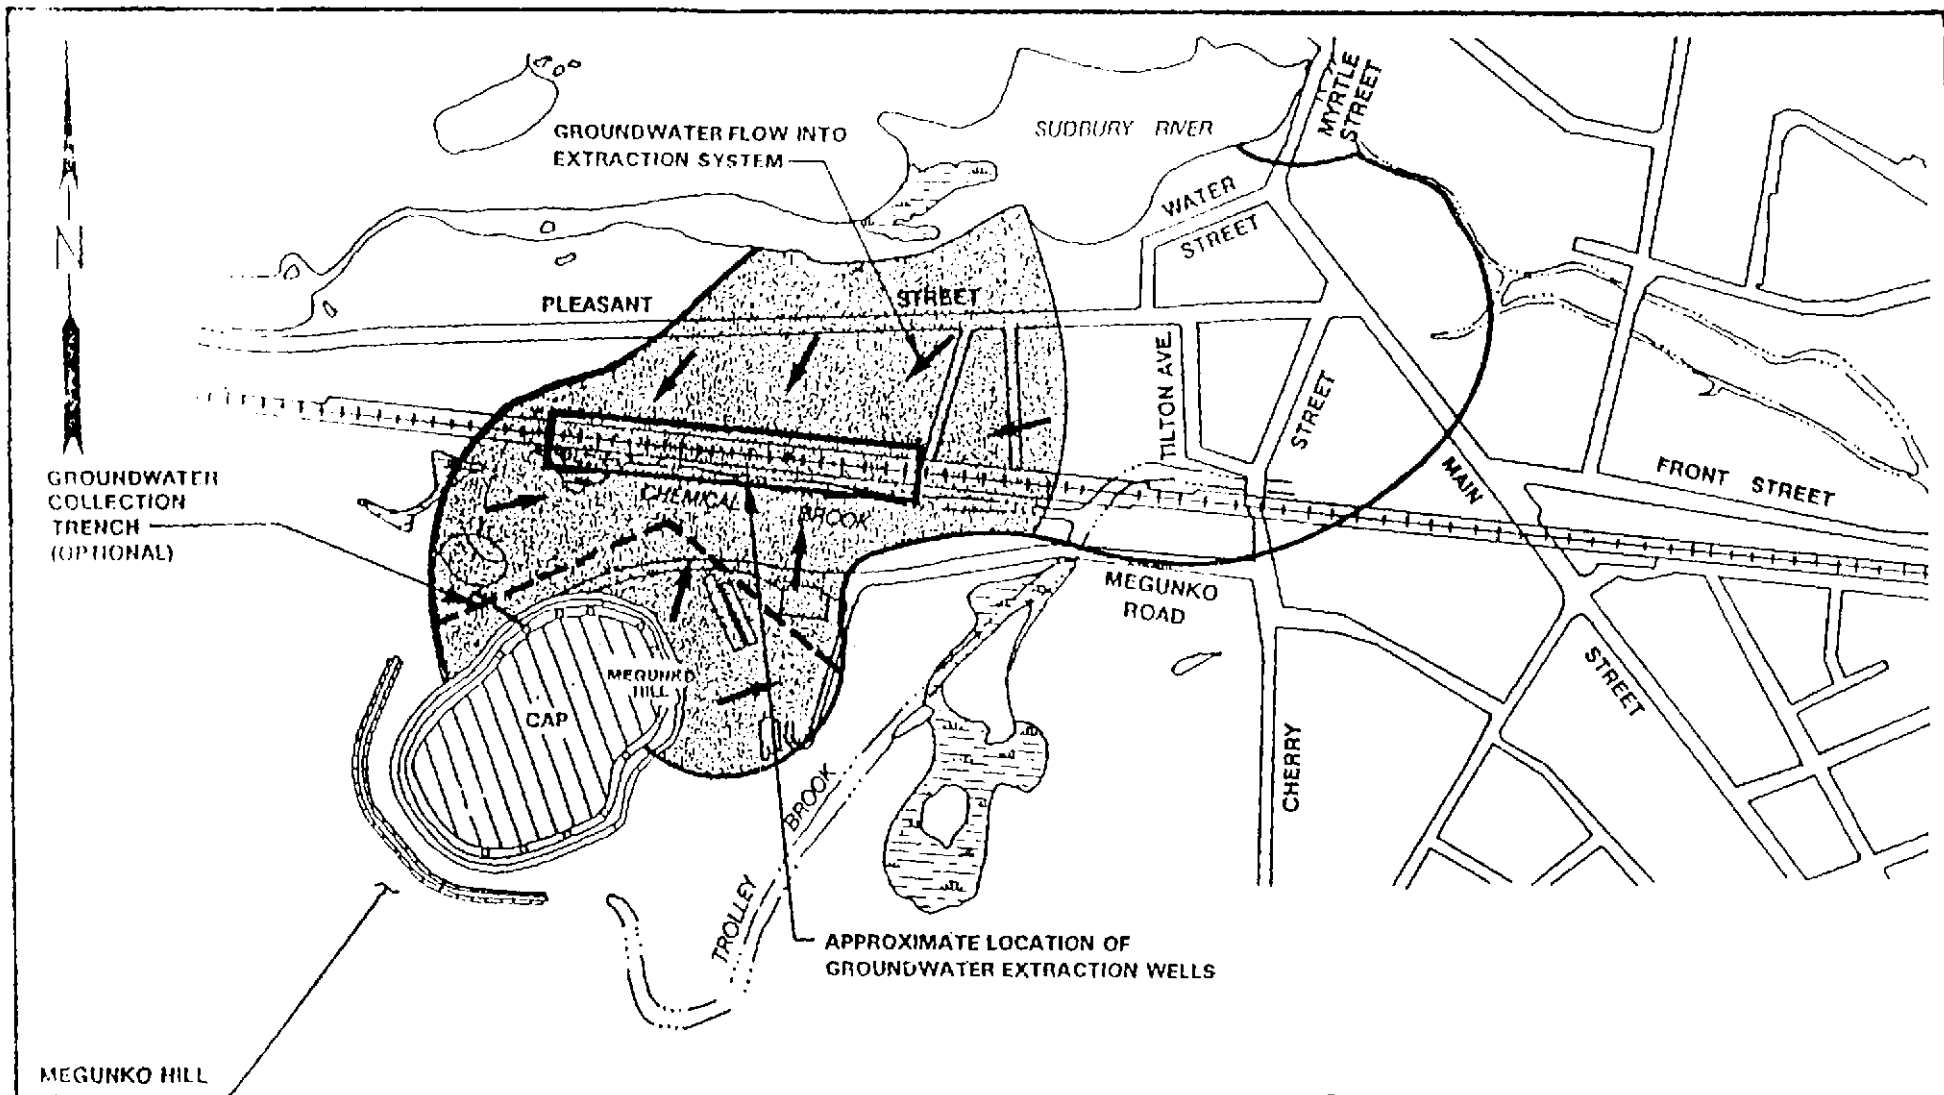 MYRTLE
STREET
SUDBURY RIVER
GROUNDWATER FLOW INTO
EXTRACTION SYSTEM
WATER
STREET
N
PLEASANT
STREET
TILTON AVE.
STREET
MAIN
FRONT STREET
GROUNDWATER
COLLECTION
TRENCH
(OPTIONAL)
CHEMICAL
BROOK
MEGUNKO
ROAD
MEGUNKO
HILL
CAP
STREET
CHERRY
BROOK
TROLLEY
APPROXIMATE LOCATION OF
GROUNDWATER EXTRACTION WELLS
MEGUNKO HILL